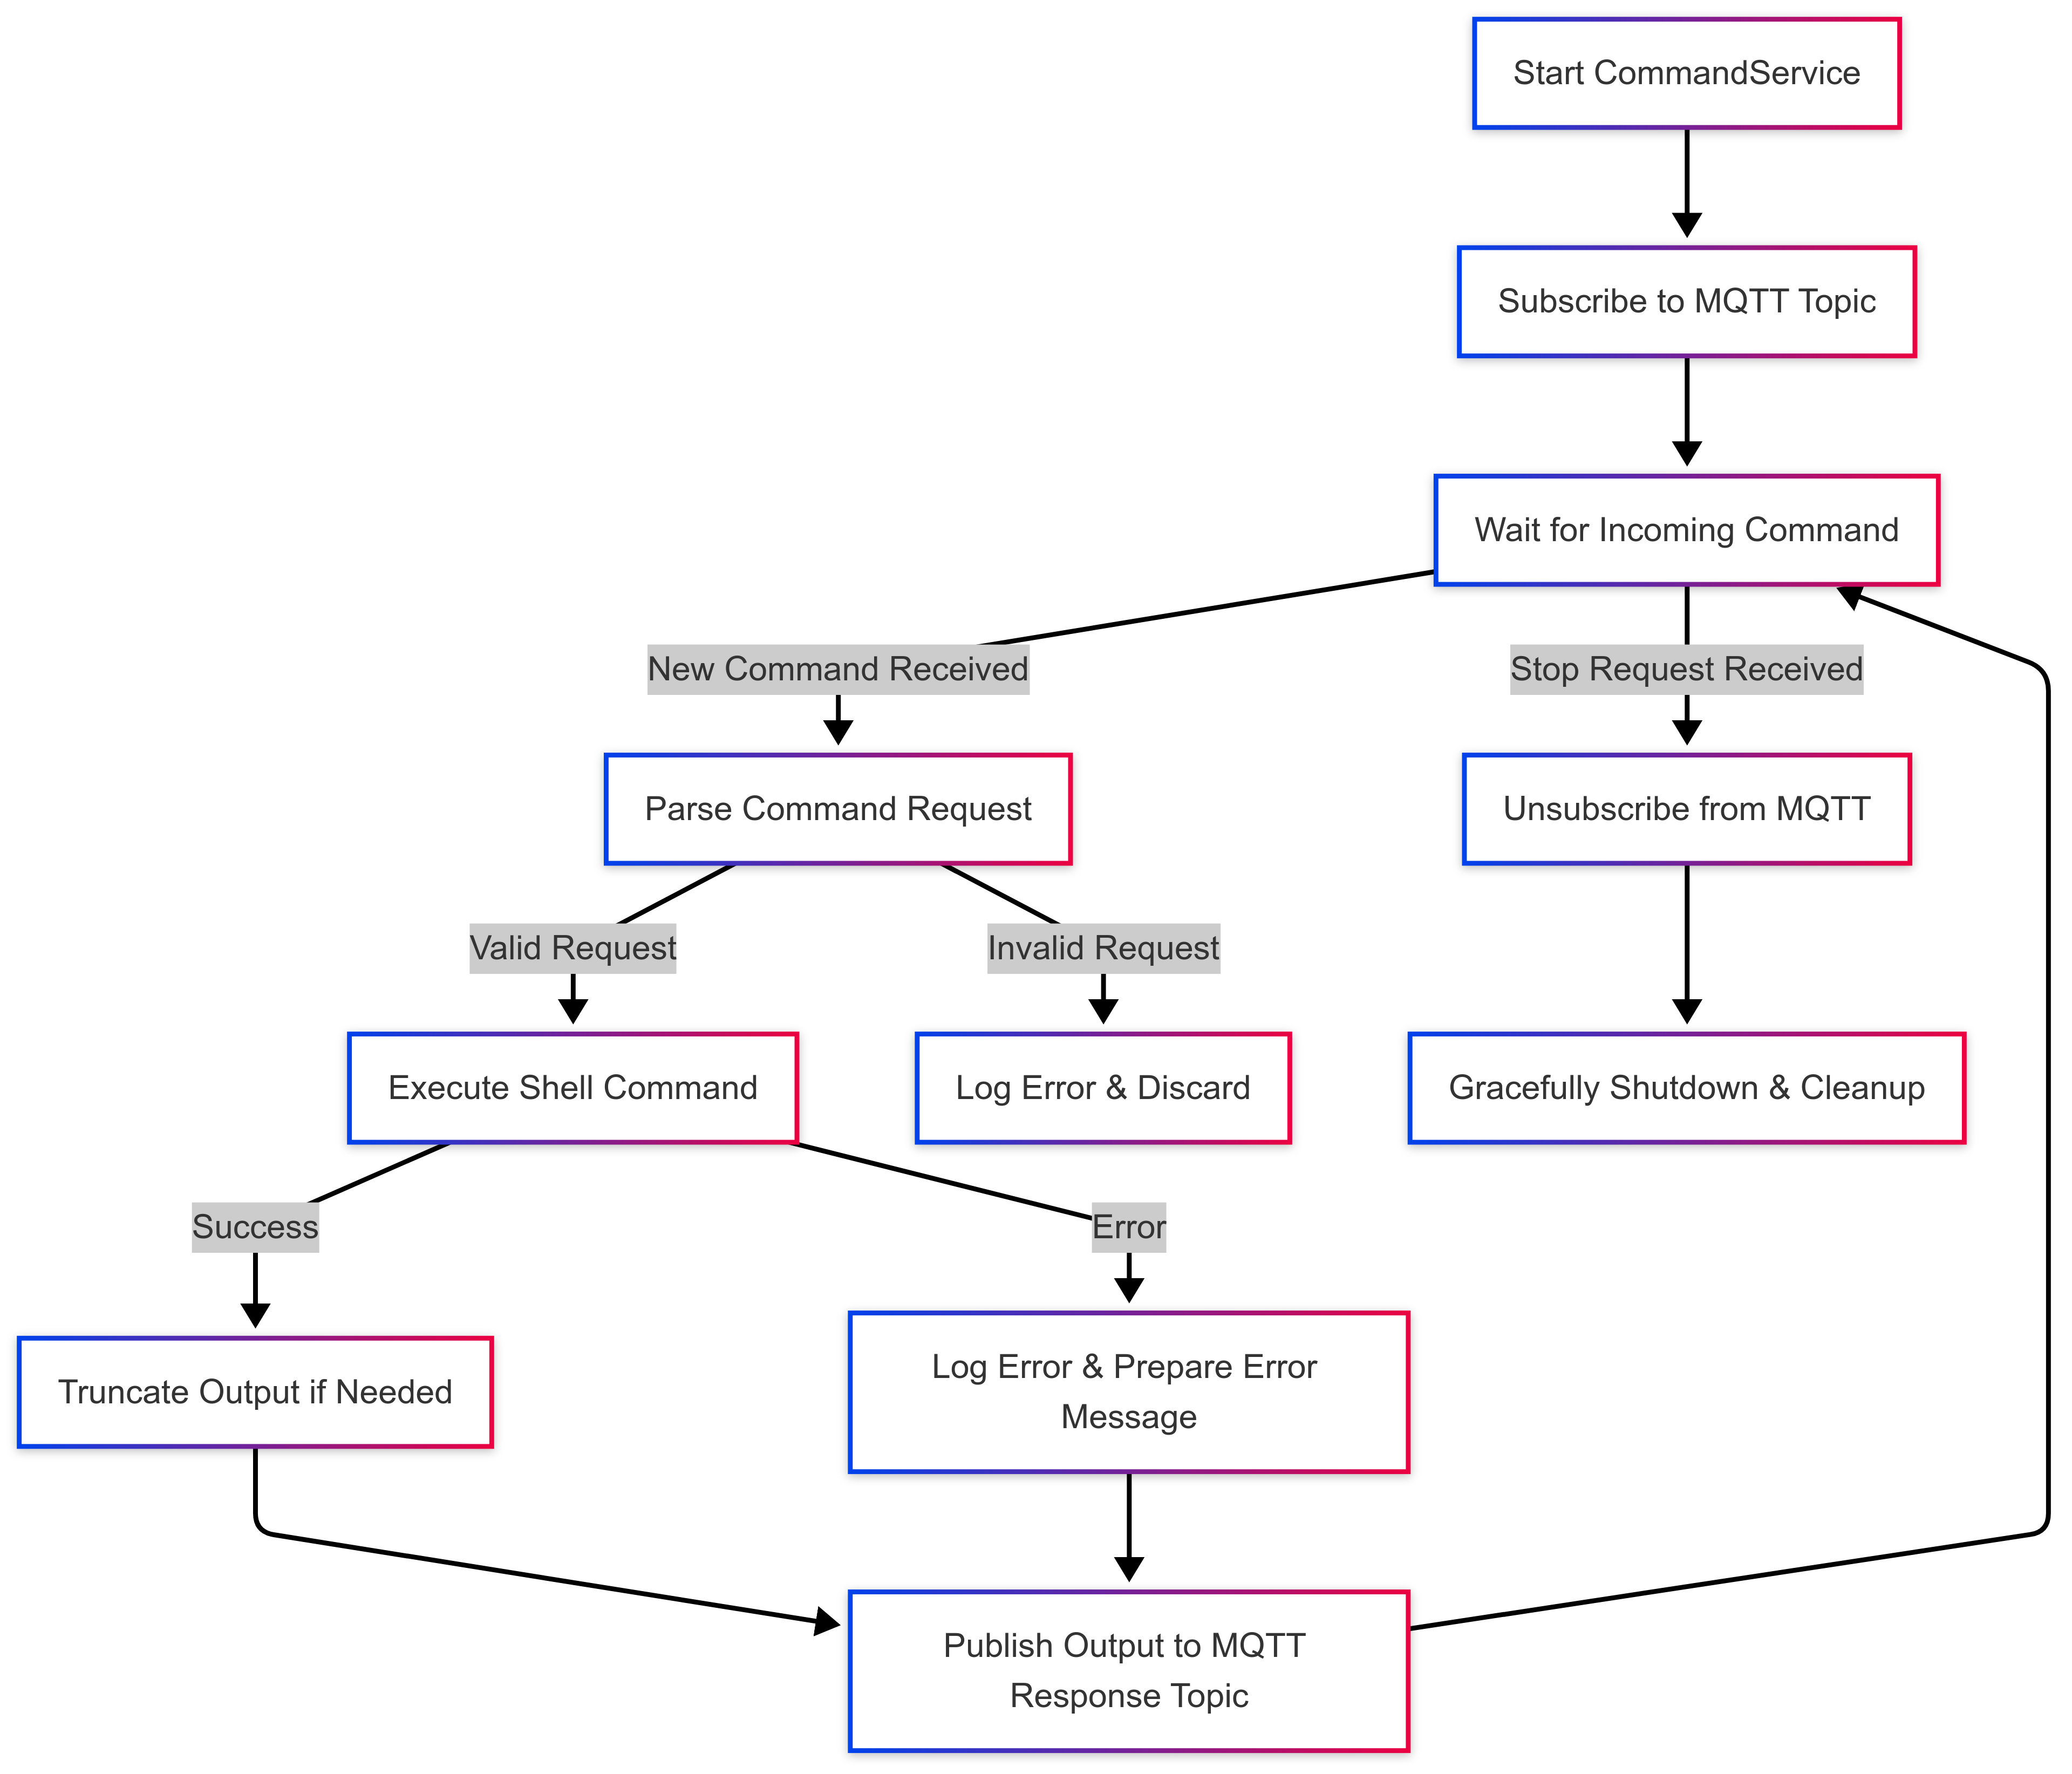 Start CommandService
Subscribe to MQTT Topic
Wait for Incoming Command
New Command Received
Stop Request Received
Parse Command Request
Unsubscribe from MQTT
Valid Request
Invalid Request
Execute Shell Command
Log Error & Discard
Gracefully Shutdown & Cleanup
Success
Error
Truncate Output if Needed
Log Error & Prepare Error
Message
Publish Output to MQTT
Response Topic